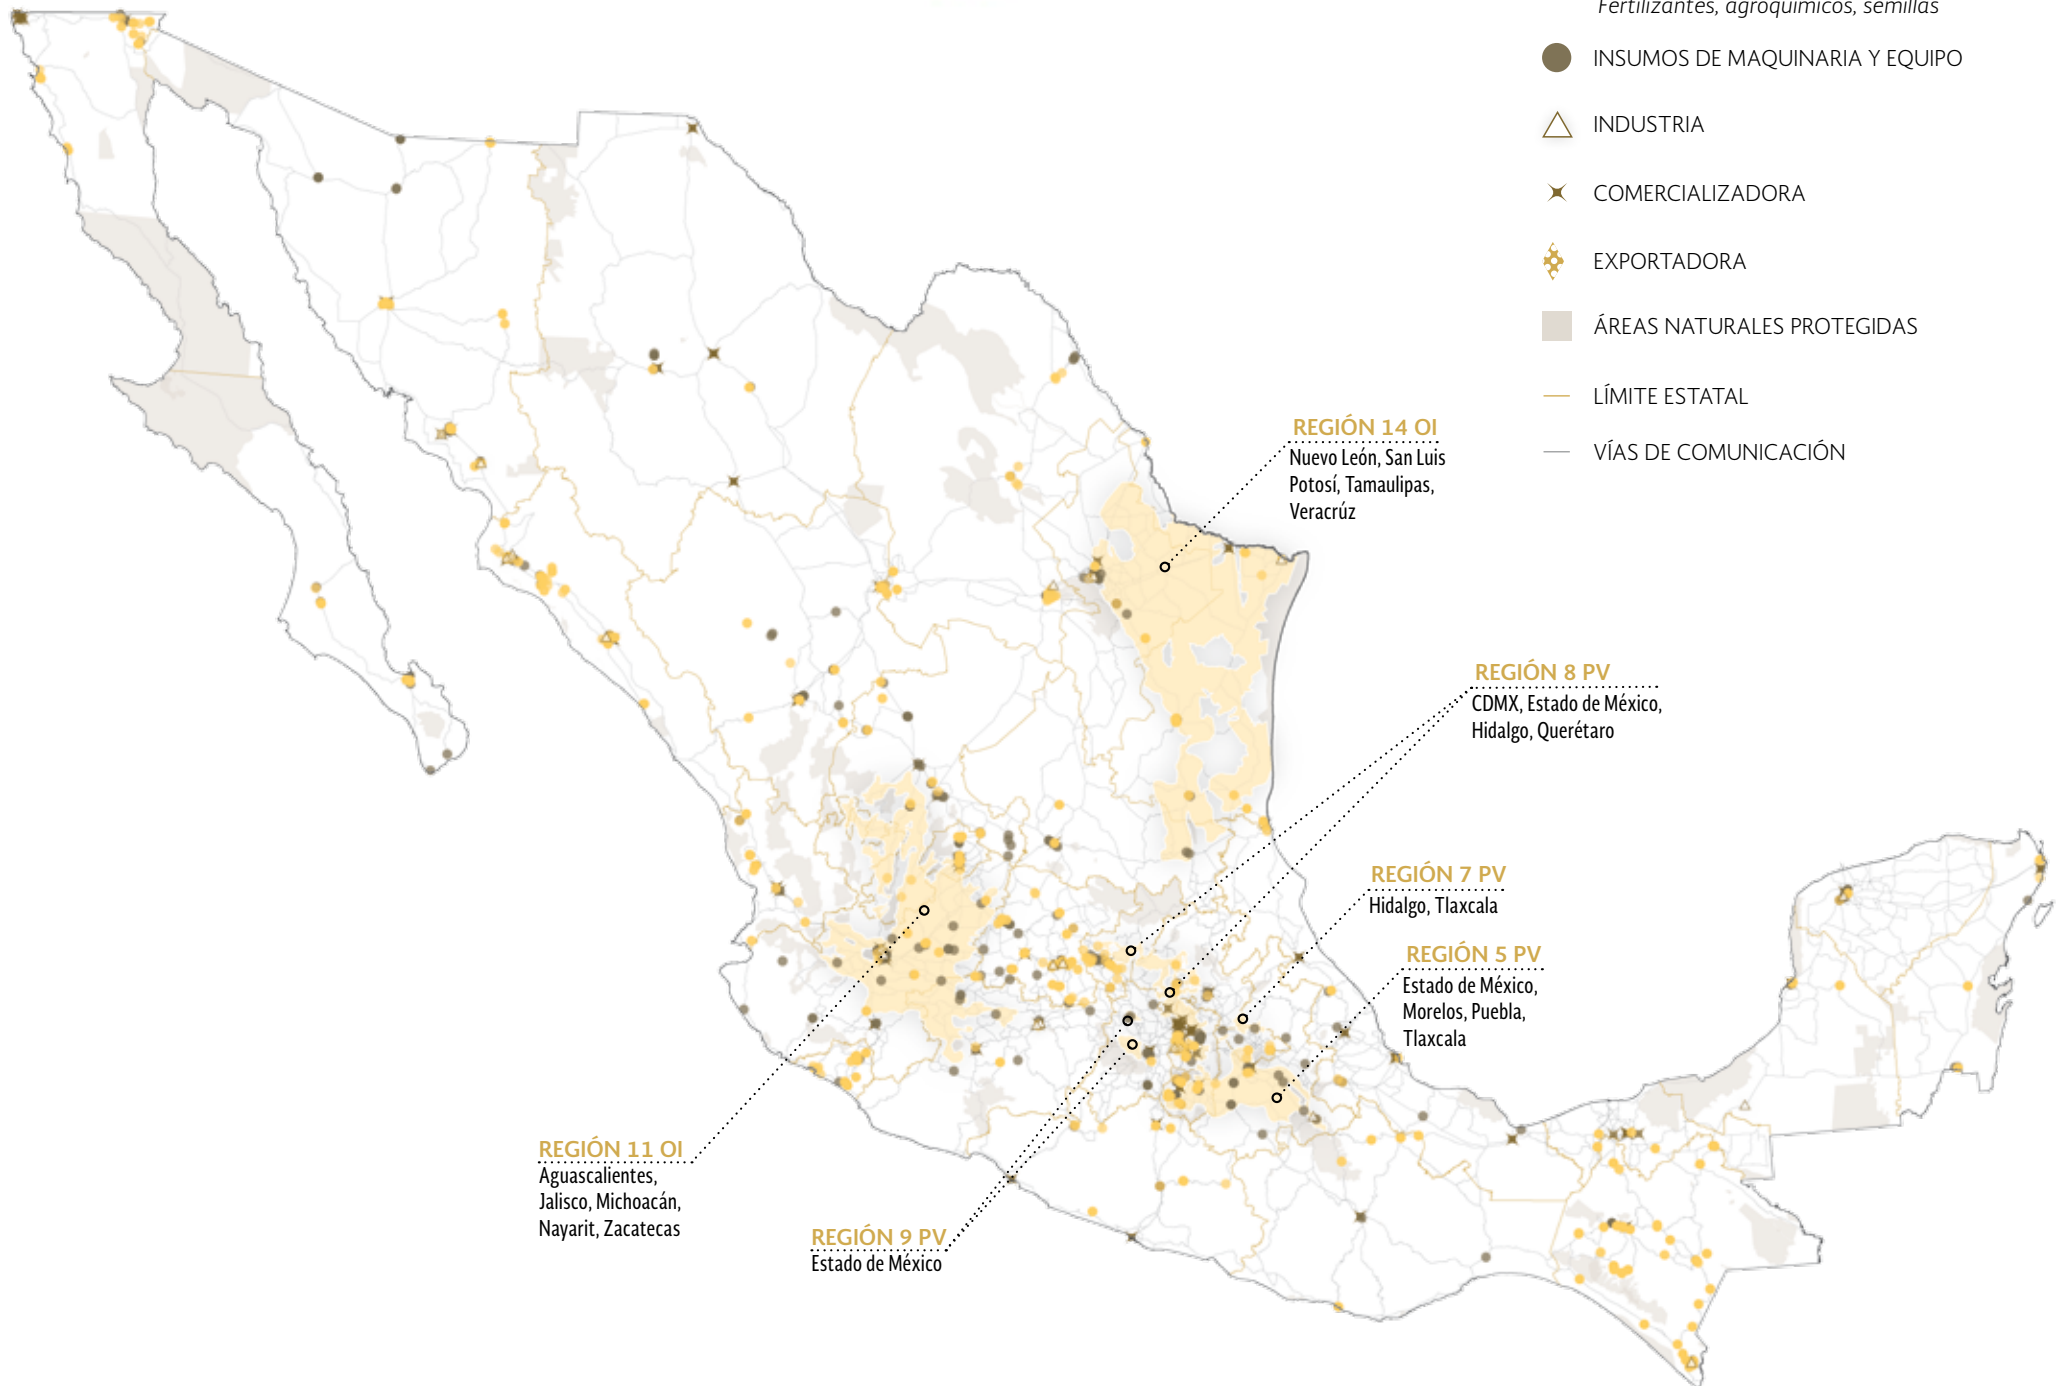 Fertilizantes, agroquímicos, semillas
INSUMOS DE MAQUINARIA Y EQUIPO
INDUSTRIA
COMERCIALIZADORA
EXPORTADORA
ÁREAS NATURALES PROTEGIDAS
LÍMITE ESTATAL
VÍAS DE COMUNICACIÓN
REGIÓN 14 OI
Nuevo León, San Luis
Potosí, Tamaulipas,
Veracrúz
REGIÓN 8 PV
CDMX, Estado de México,
Hidalgo, Querétaro
REGIÓN 7 PV
Hidalgo, Tlaxcala
REGIÓN 5 PV
Estado de México,
Morelos, Puebla,
Tlaxcala
REGIÓN 11 OI
Aguascalientes,
Jalisco, Michoacán,
Nayarit, Zacatecas
REGIÓN 9 PV
Estado de México